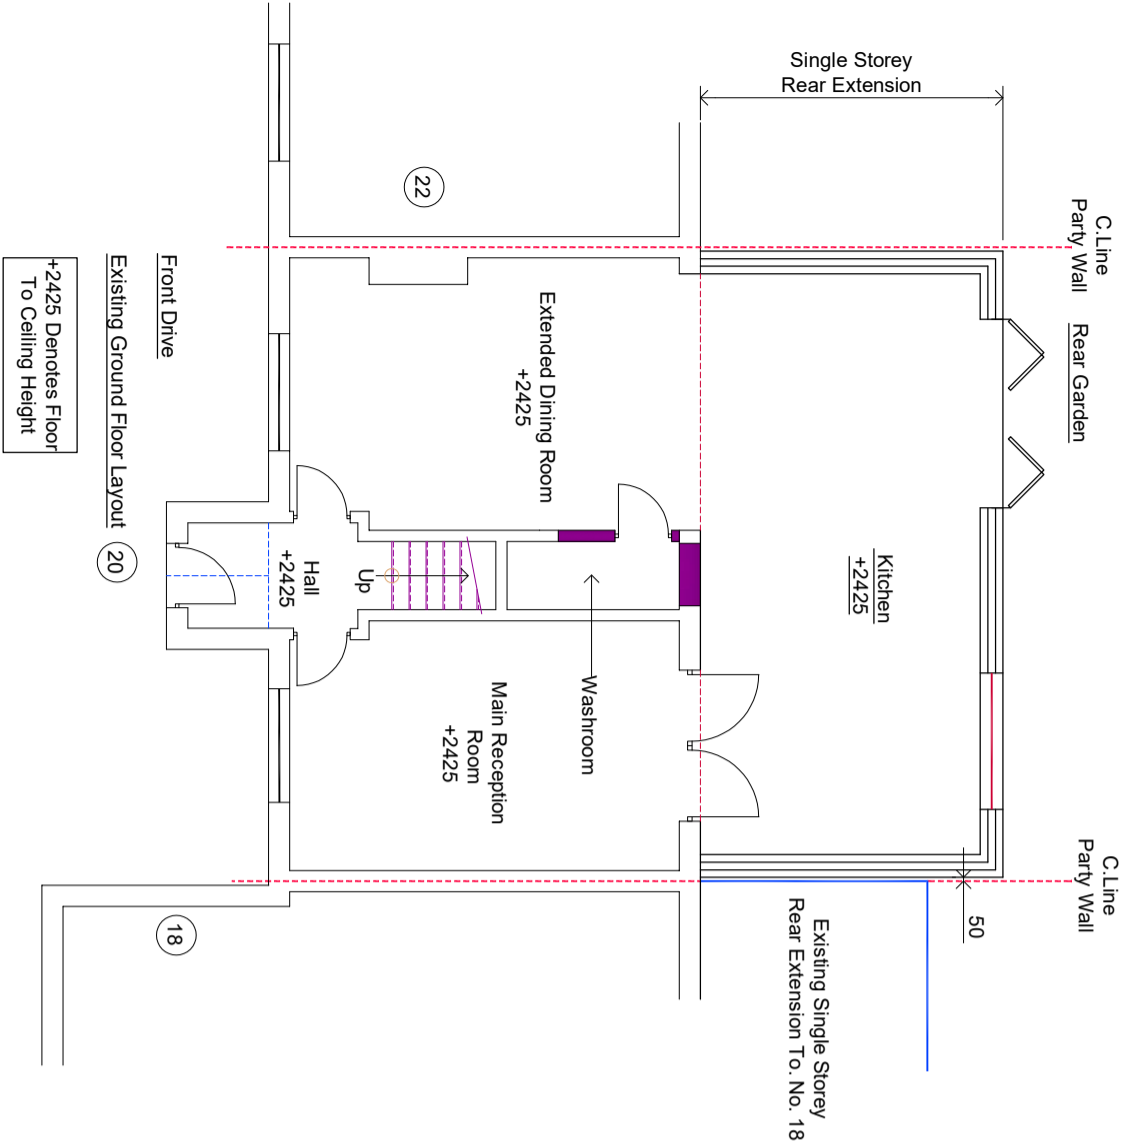 Single Storey
Rear Extension
C.Line
Party Wall
Rear Garden
22
Front Drive
Existing Ground Floor Layout
20
+2425 Denotes Floor
To Ceiling Height
Extended Dining Room
+2425
Kitchen
+2425
Hall
+2425
Up
Washroom
Main Reception
Room
+2425
C.Line
Party Wall
50
18
Existing Single Storey
Rear Extension To. No. 18